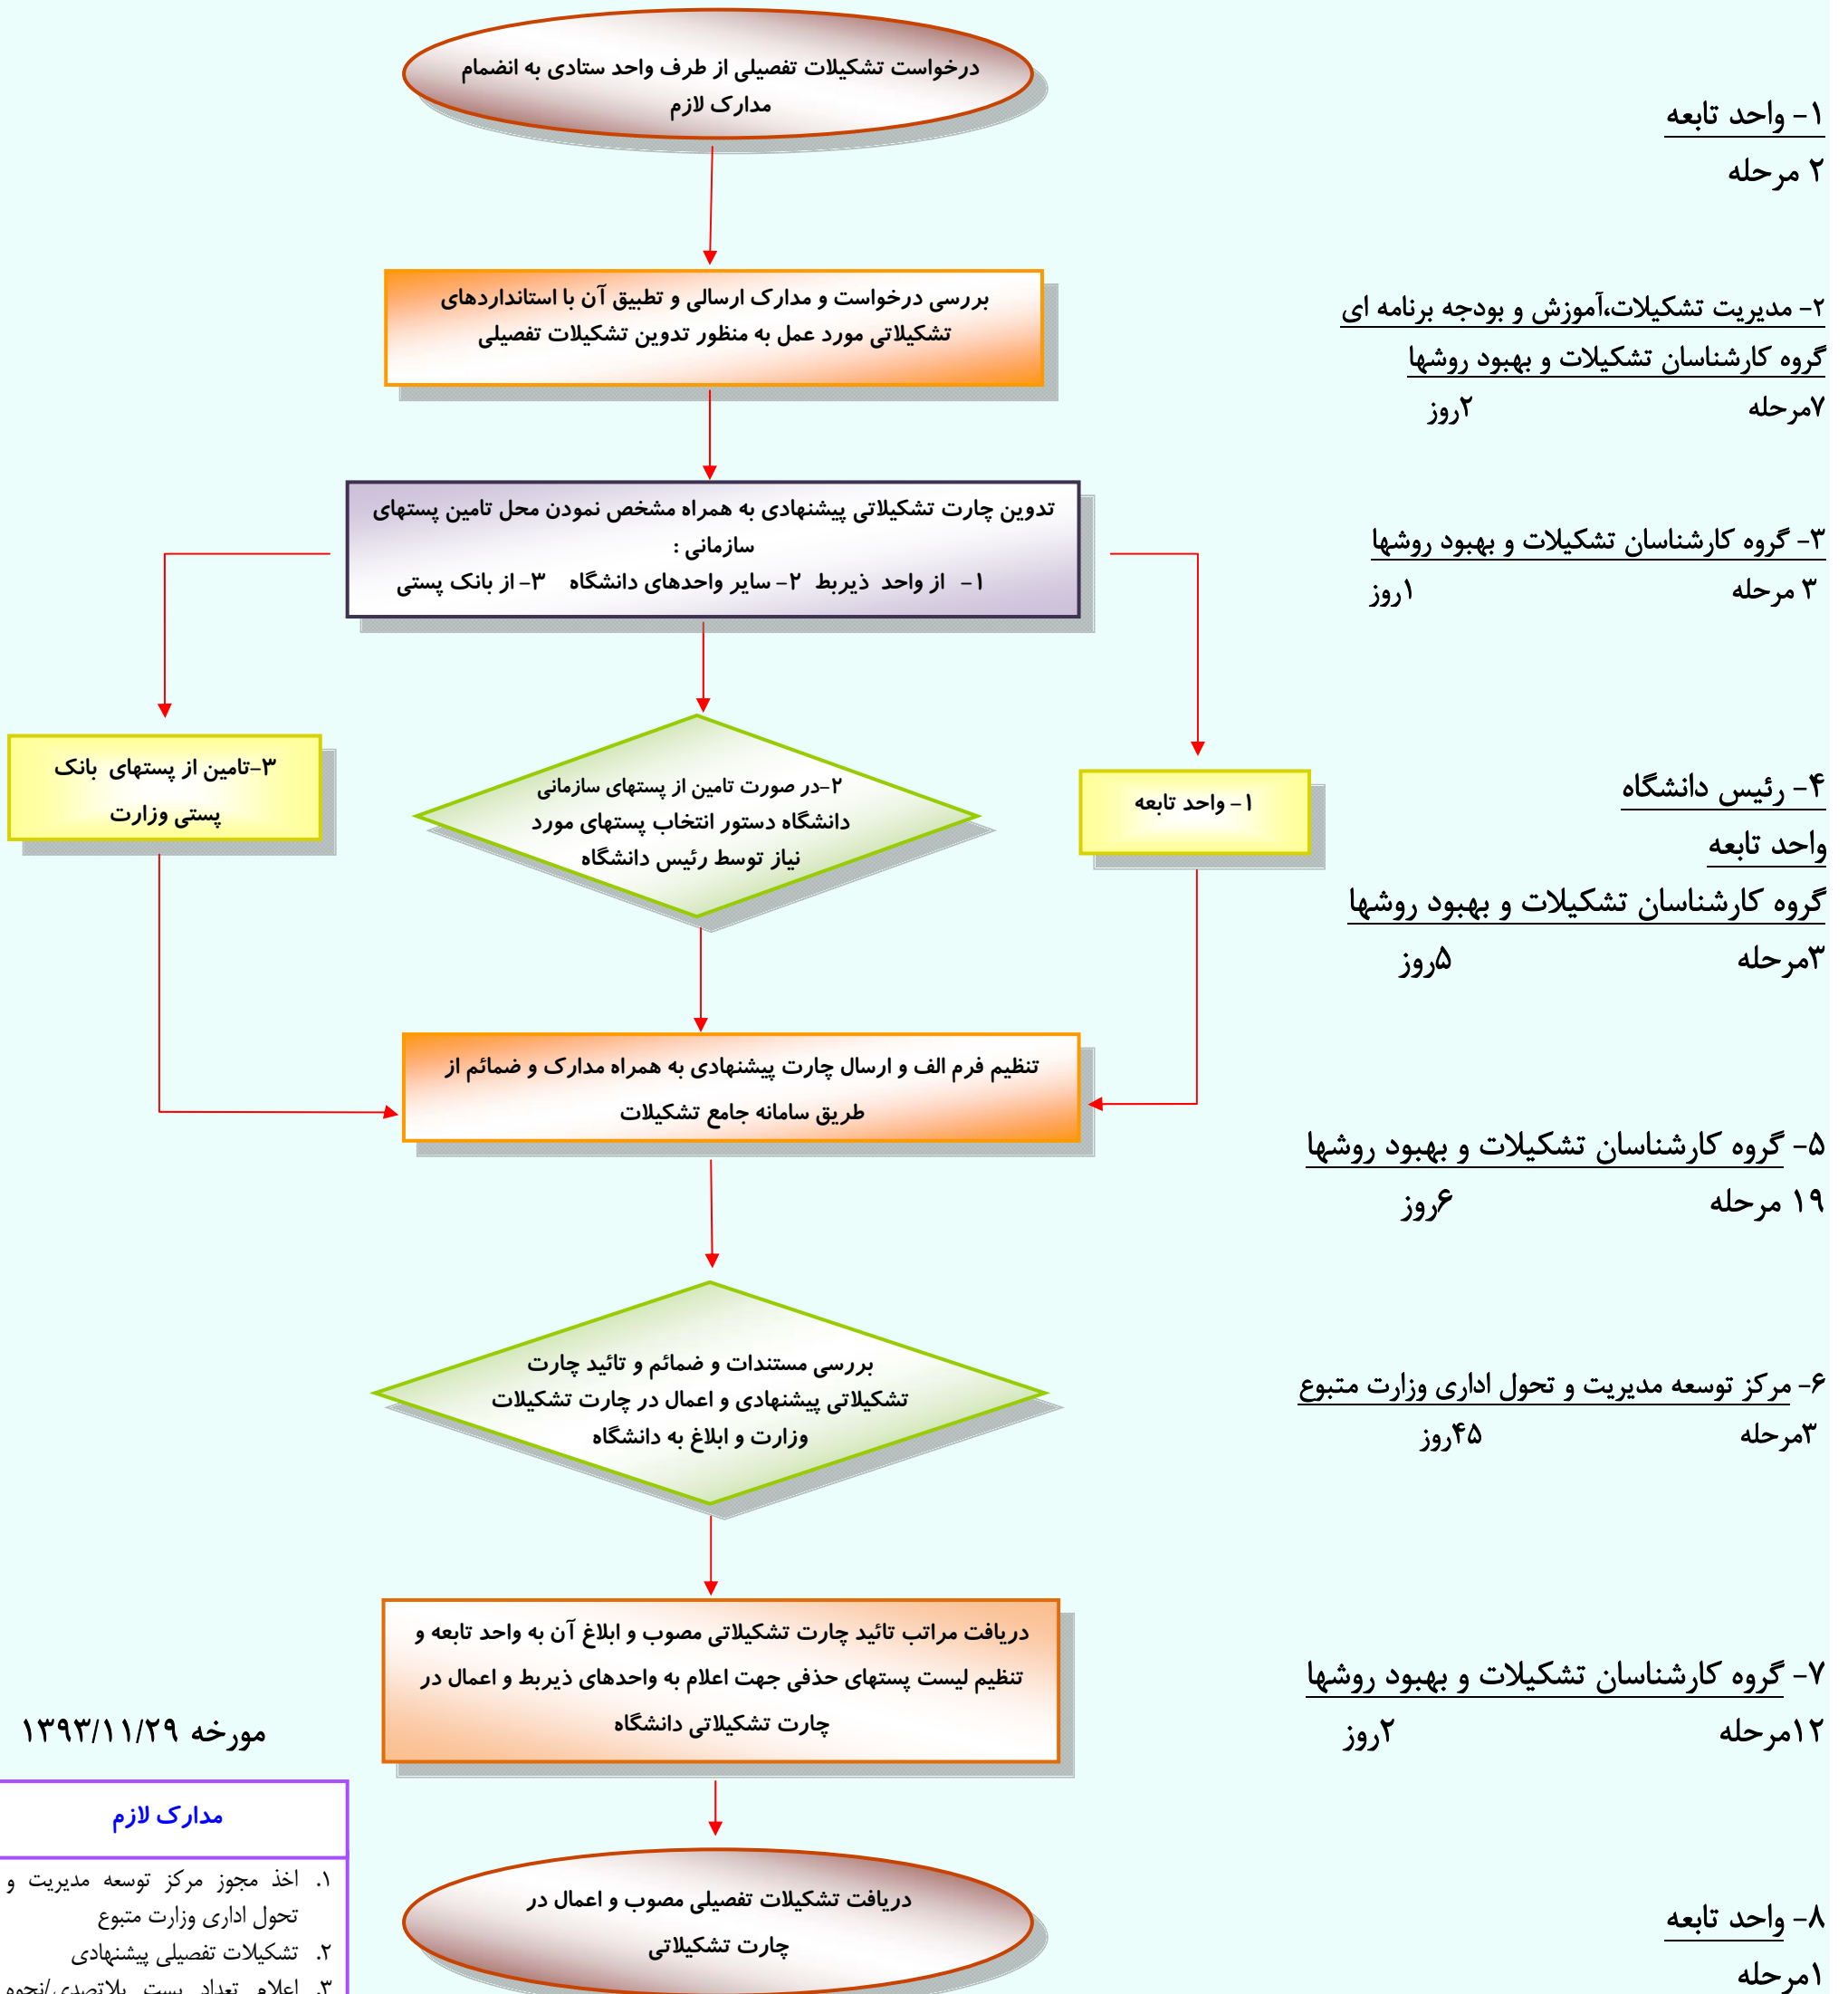 درخواست تشکیلات تفصیلی از طرف واحد ستادی به انضمام
مدارک لازم
۱- واحد تابعه
۲ مرحله
بررسی درخواست و مدارک ارسالی و تطبیق آن با استانداردهای
تشکیلاتی مورد عمل به منظور تدوین تشکیلات تفصیلی
۲- مدیریت تشکیلات،آموزش و بودجه برنامه ای
گروه کارشناسان تشکیلات و بهبود روشها
۷مرحله ۲روز
تدوین چارت تشکیلاتی پیشنهادی به همراه مشخص نمودن محل تامین پستهای
سازمانی :
۱- از واحد ذیربط ۲- سایر واحدهای دانشگاه ۳- از بانک پستی
۳- گروه کارشناسان تشکیلات و بهبود روشها
۳ مرحله ۱روز
۱- واحد تابعه
۲-در صورت تامین از پستهای سازمانی
دانشگاه دستور انتخاب پستهای مورد
نیاز توسط رئیس دانشگاه
۳-تامین از پستهای بانک
پستی وزارت
۴- رئیس دانشگاه
واحد تابعه
گروه کارشناسان تشکیلات و بهبود روشها
۳مرحله ۵روز
تنظیم فرم الف و ارسال چارت پیشنهادی به همراه مدارک و ضمائم از
طریق سامانه جامع تشکیلات
۵- گروه کارشناسان تشکیلات و بهبود روشها
۱۹ مرحله ۶روز
بررسی مستندات و ضمائم و تائید چارت
تشکیلاتی پیشنهادی و اعمال در چارت تشکیلات
وزارت و ابلاغ به دانشگاه
۶- مرکز توسعه مدیریت و تحول اداری وزارت متبوع
۳مرحله ۴۵روز
دریافت مراتب تائید چارت تشکیلاتی مصوب و ابلاغ آن به واحد تابعه و
تنظیم لیست پستهای حذفی جهت اعلام به واحدهای ذیربط و اعمال در
چارت تشکیلاتی دانشگاه
۷- گروه کارشناسان تشکیلات و بهبود روشها
۱۲مرحله ۲روز
مورخه ۱۳۹۳/۱۱/۲۹
دریافت تشکیلات تفصیلی مصوب و اعمال در
چارت تشکیلاتی
۸- واحد تابعه
۱مرحله
مدارک لازم
۱. اخذ مجوز مرکز توسعه مدیریت و
تحول اداری وزارت متبوع
۲. تشکیلات تفصیلی پیشنهادی
۳. اعلام تعداد پست بلاتصدی/نحوه